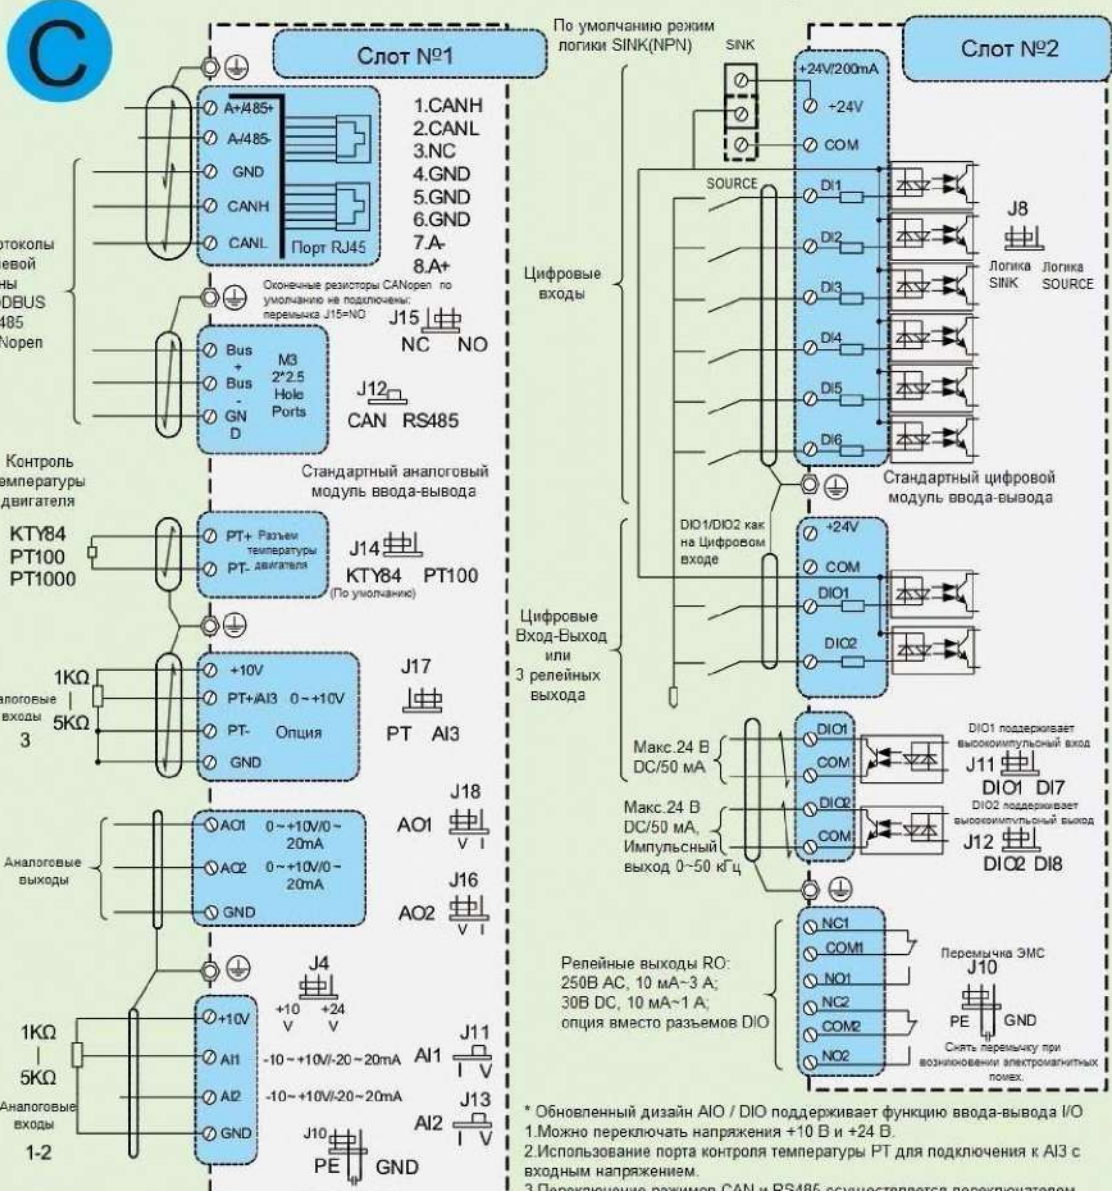 C
Слот №1
A+/485+
A-/485-
GND
CANH
CANL
Порт RJ45
1.CANH
2.CANL
3.NC
4.GND
5.GND
6.GND
7.A-
8.A+
Оконечные резисторы CANopen по
умолчанию не подключены:
перемычка J15=NO
J15
NC NO
Bus
+
Bus
-
GN
D
M3
2*2.5
Hole
Ports
J12
CAN RS485
Стандартный аналоговый
модуль ввода-вывода
Контроль
двигателя
KTY84
PT100
PT1000
PT+
PT-
Разъем
температуры
двигателя
J14
KTY84 PT100
(По умолчанию)
1KΩ
|
5KΩ
входы
3
+10V
PT+/AI3 0~+10V
PT- Опция
GND
J17
PT AI3
Аналоговые
выходы
AO1 0~+10V/0~
20mA
AO2 0~+10V/0~
20mA
GND
J18
AO1
V I
J16
AO2
V I
J4
+10
V
+24
V
1KΩ
|
5KΩ
Аналоговые
входы
1-2
+10V
AI1 -10~+10V/-20~20mA
AI2 -10~+10V/-20~20mA
GND
J11
AI1
I V
J13
AI2
I V
J10
PE GND
По умолчанию режим
логики SINK(NPN)
SINK
SOURCE
Слот №2
+24V/200mA
+24V
COM
DI1
DI2
DI3
DI4
DI5
DI6
Цифровые
входы
J8
Логика
SINK
Логика
SOURCE
Стандартный цифровой
модуль ввода-вывода
DIO1/DIO2 как
на Цифровом
входе
+24V
COM
DIO1
DIO2
Цифровые
Вход-Выход
или
3 релейных
выхода
Макс.24 В
DC/50 мА
Макс.24 В
DC/50 мА,
Импульсный
выход 0~50 кГц
DIO1
COM
DIO2
COM
DIO1 поддерживает
высокоимпульсный вход
J11
DIO1 DI7
DIO2 поддерживает
высокоимпульсный выход
J12
DIO2 DI8
Релейные выходы RO:
250В AC, 10 мА~3 А;
30В DC, 10 мА~1 А;
опция вместо разъемов DIO
NC1
COM1
NO1
NC2
COM2
NO2
Перемычка ЭМС
J10
PE GND
Снять перемычку при
возникновении электромагнитных
помех.
* Обновленный дизайн AIO / DIO поддерживает функцию ввода-вывода I/O
1.Можно переключать напряжения +10 В и +24 В.
2.Использование порта контроля температуры PT для подключения к AI3 с
входным напряжением.
3.Переключение режимов CAN и RS485 осуществляется переключателем